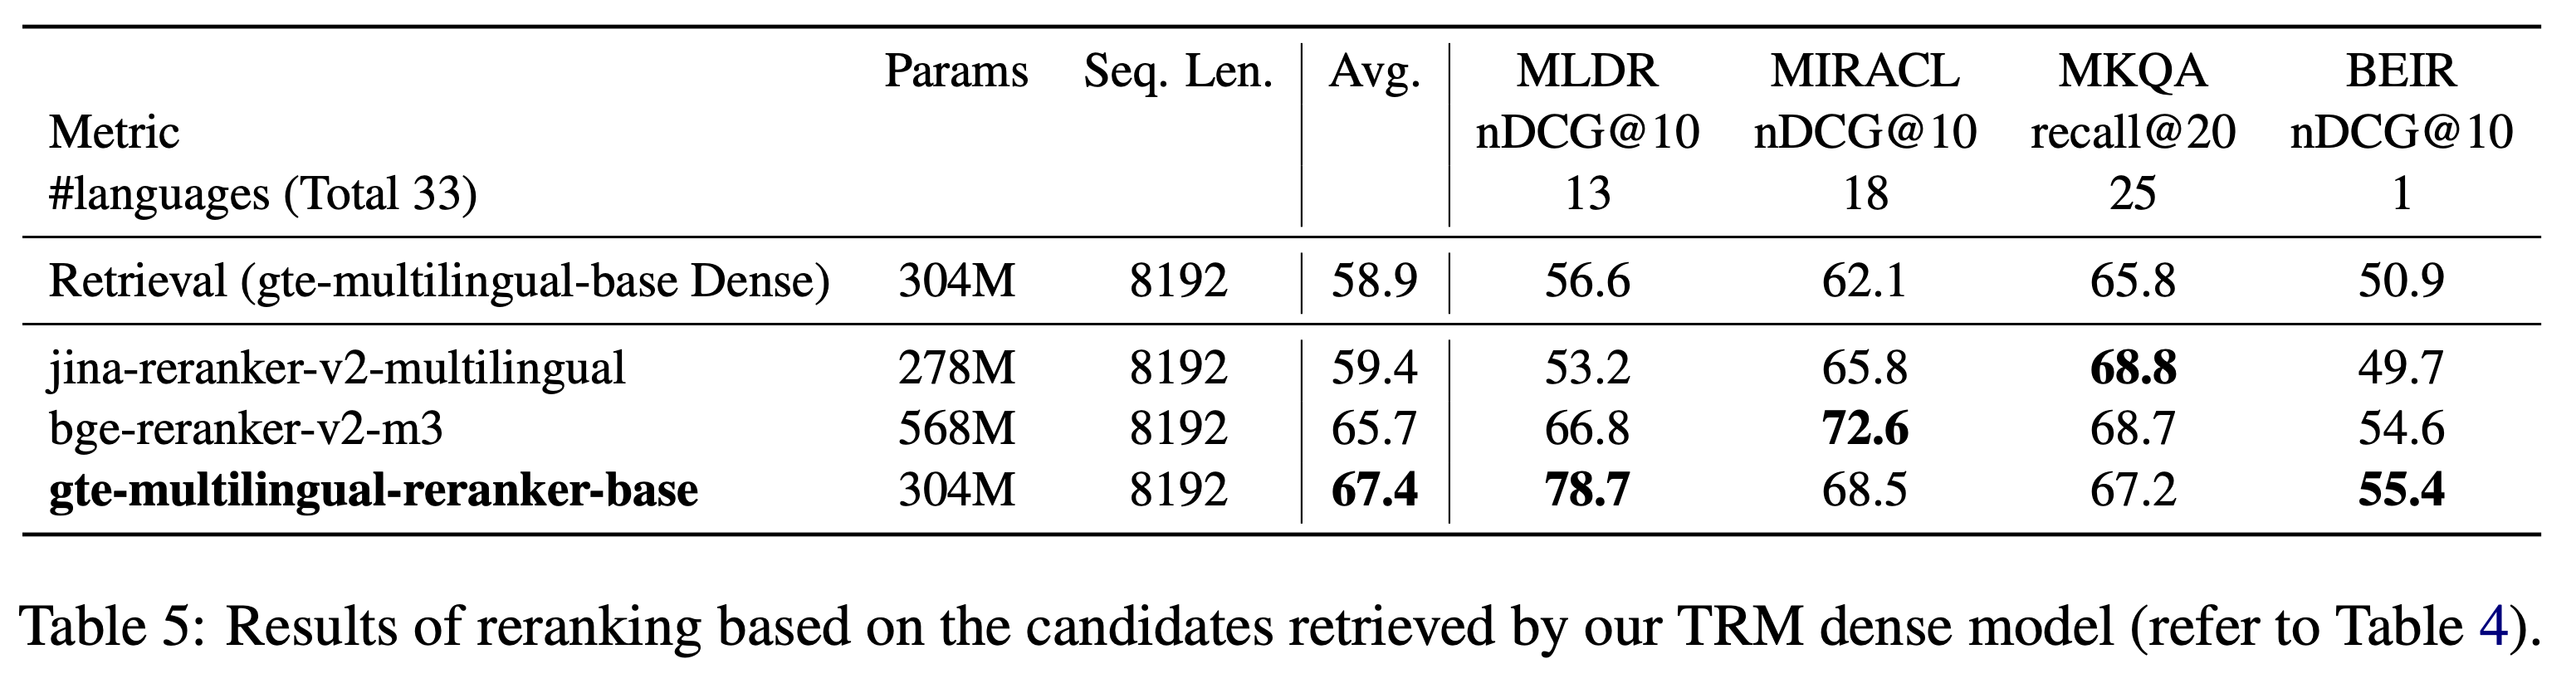 Params Seq. Len. Avg. MLDR MIRACL MKQA BEIR
Metric nDCG@10 nDCG@10 recall@20 nDCG@10
#languages (Total 33) 13 18 25 1
Retrieval (gte-multilingual-base Dense) 304M 8192 58.9 56.6 62.1 65.8 50.9
jina-reranker-v2-multilingual 278M 8192 59.4 53.2 65.8 68.8 49.7
bge-reranker-v2-m3 568M 8192 65.7 66.8 72.6 68.7 54.6
gte-multilingual-reranker-base 304M 8192 67.4 78.7 68.5 67.2 55.4
Table 5: Results of reranking based on the candidates retrieved by our TRM dense model (refer to Table 4).